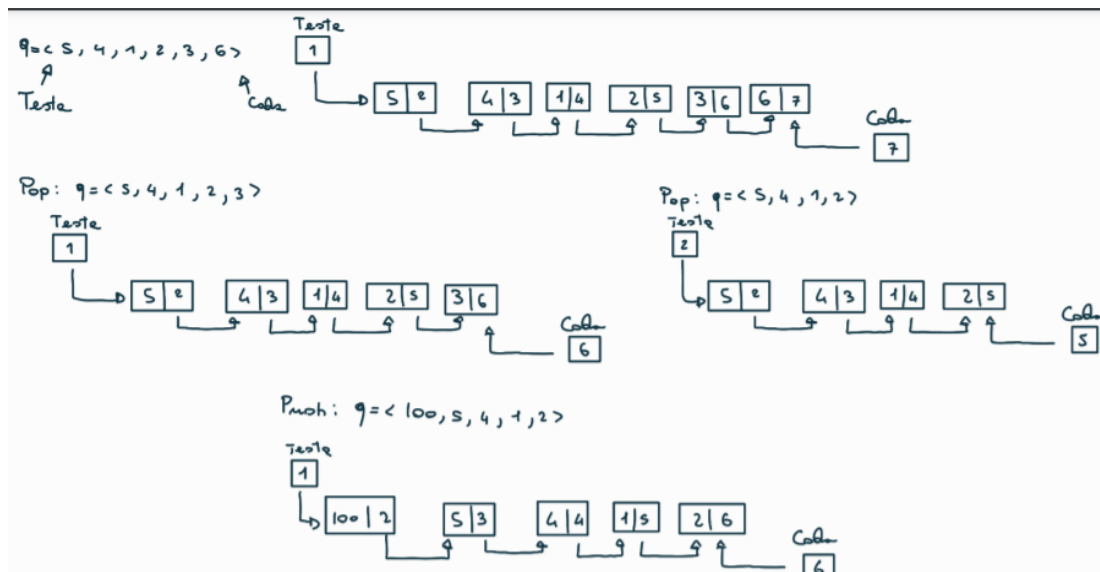 Testa
q=< 5, 4, 1, 2, 3, 6>
1
Testa
Coda
5 | 2
4 | 3
1 | 4
2 | 5
3 | 6
6 | 7
Coda
7
Pop: q=< 5, 4, 1, 2, 3 >
Testa
1
5 | 2
4 | 3
1 | 4
2 | 5
3 | 6
Coda
6
Pop: q=< 5, 4, 1, 2>
Testa
2
5 | 2
4 | 3
1 | 4
2 | 5
Coda
5
Push: q=< 100, 5, 4, 1, 2>
Testa
1
100 | 2
5 | 3
4 | 4
1 | 5
2 | 6
Coda
6